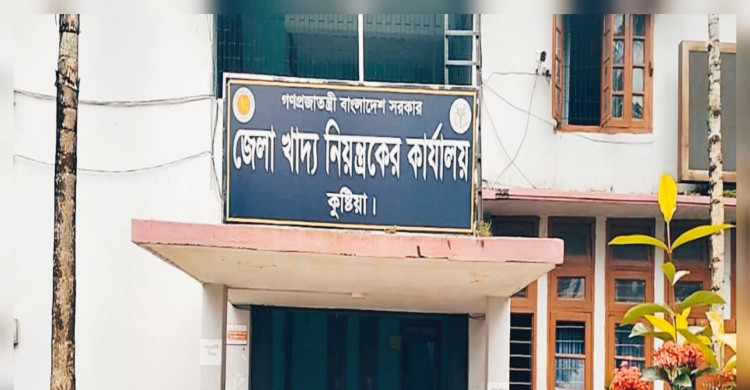 গণপ্রজাতন্ত্রী বাংলাদেশ সরকার
জেলা খাদ্য নিয়ন্ত্রকের কার্যালয়
কুষ্টিয়া।